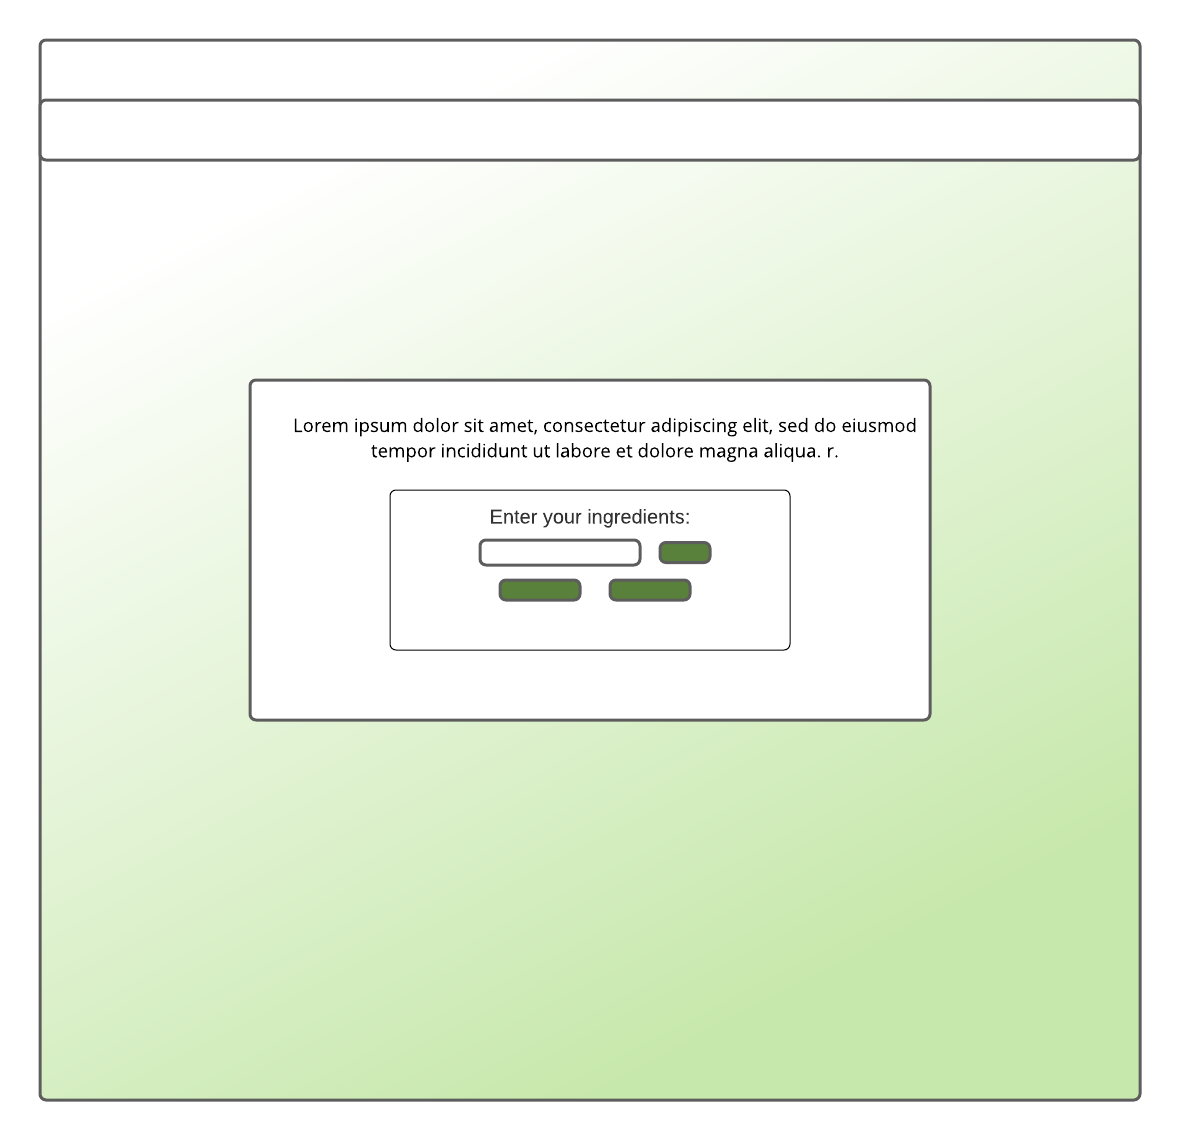 Lorem ipsum dolor sit amet, consectetur adipiscing elit, sed do eiusmod
tempor incididunt ut labore et dolore magna aliqua. r.
Enter your ingredients: